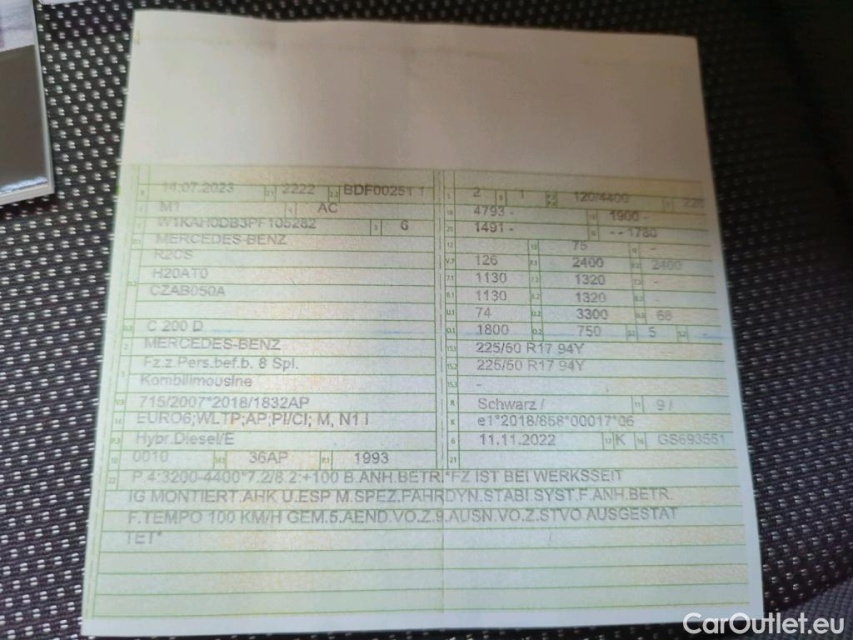 14.07.2023 2222 BDF00251 1
M1 AC
W1KAH0DB3PF105282 6
MERCEDES-BENZ
R2CS
H20AT0
CZAB050A
C 200 D
MERCEDES-BENZ
Fz.z Pers.bef.b. 8 Spl.
Kombilimousine
715/2007*2018/1832AP
EURO6;WLTP;AP;PI/CI; M, N1 I
Hybr.Diesel/E
0010 36AP 1993
2 1 120/4400 225
4793 - 1900 -
1491 - - - 1780
75 -
126 2400 2400
1130 1320 -
1130 1320 -
74 3300 68
1800 750 5
225/50 R17 94Y
225/50 R17 94Y
-
Schwarz / 9 /
e1*2018/858*00017*06
11.11.2022 K GS693551
P.4:3200-4400*7.2/8.2:+100 B.ANH.BETR.*FZ IST BEI WERKSSEIT
IG MONTIERT.AHK U.ESP M.SPEZ.FAHRDYN.STABI SYST.F.ANH.BETR.
F.TEMPO 100 KM/H GEM.5.AEND.VO.Z.9.AUSN.VO.Z.STVO AUSGESTAT
TET*
CarOutlet.eu